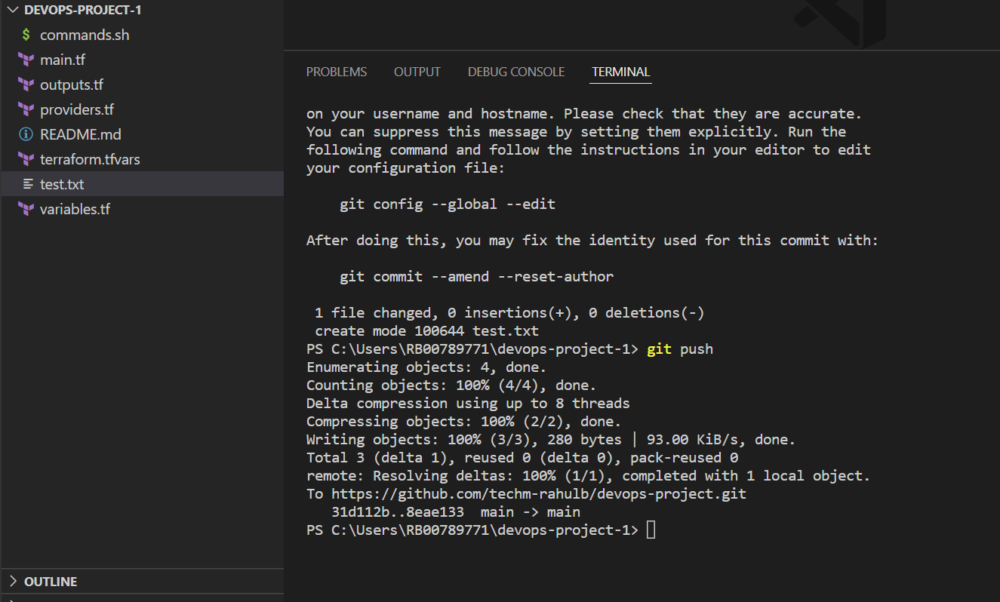 DEVOPS-PROJECT-1
$ commands.sh
main.tf
outputs.tf
providers.tf
README.md
terraform.tfvars
test.txt
variables.tf
OUTLINE
PROBLEMS OUTPUT DEBUG CONSOLE TERMINAL
on your username and hostname. Please check that they are accurate.
You can suppress this message by setting them explicitly. Run the
following command and follow the instructions in your editor to edit
your configuration file:
git config --global --edit
After doing this, you may fix the identity used for this commit with:
git commit --amend --reset-author
1 file changed, 0 insertions(+), 0 deletions(-)
create mode 100644 test.txt
PS C:\Users\RB00789771\devops-project-1> git push
Enumerating objects: 4, done.
Counting objects: 100% (4/4), done.
Delta compression using up to 8 threads
Compressing objects: 100% (2/2), done.
Writing objects: 100% (3/3), 280 bytes | 93.00 KiB/s, done.
Total 3 (delta 1), reused 0 (delta 0), pack-reused 0
remote: Resolving deltas: 100% (1/1), completed with 1 local object.
To https://github.com/techm-rahulb/devops-project.git
31d112b..8eae133 main -> main
PS C:\Users\RB00789771\devops-project-1>